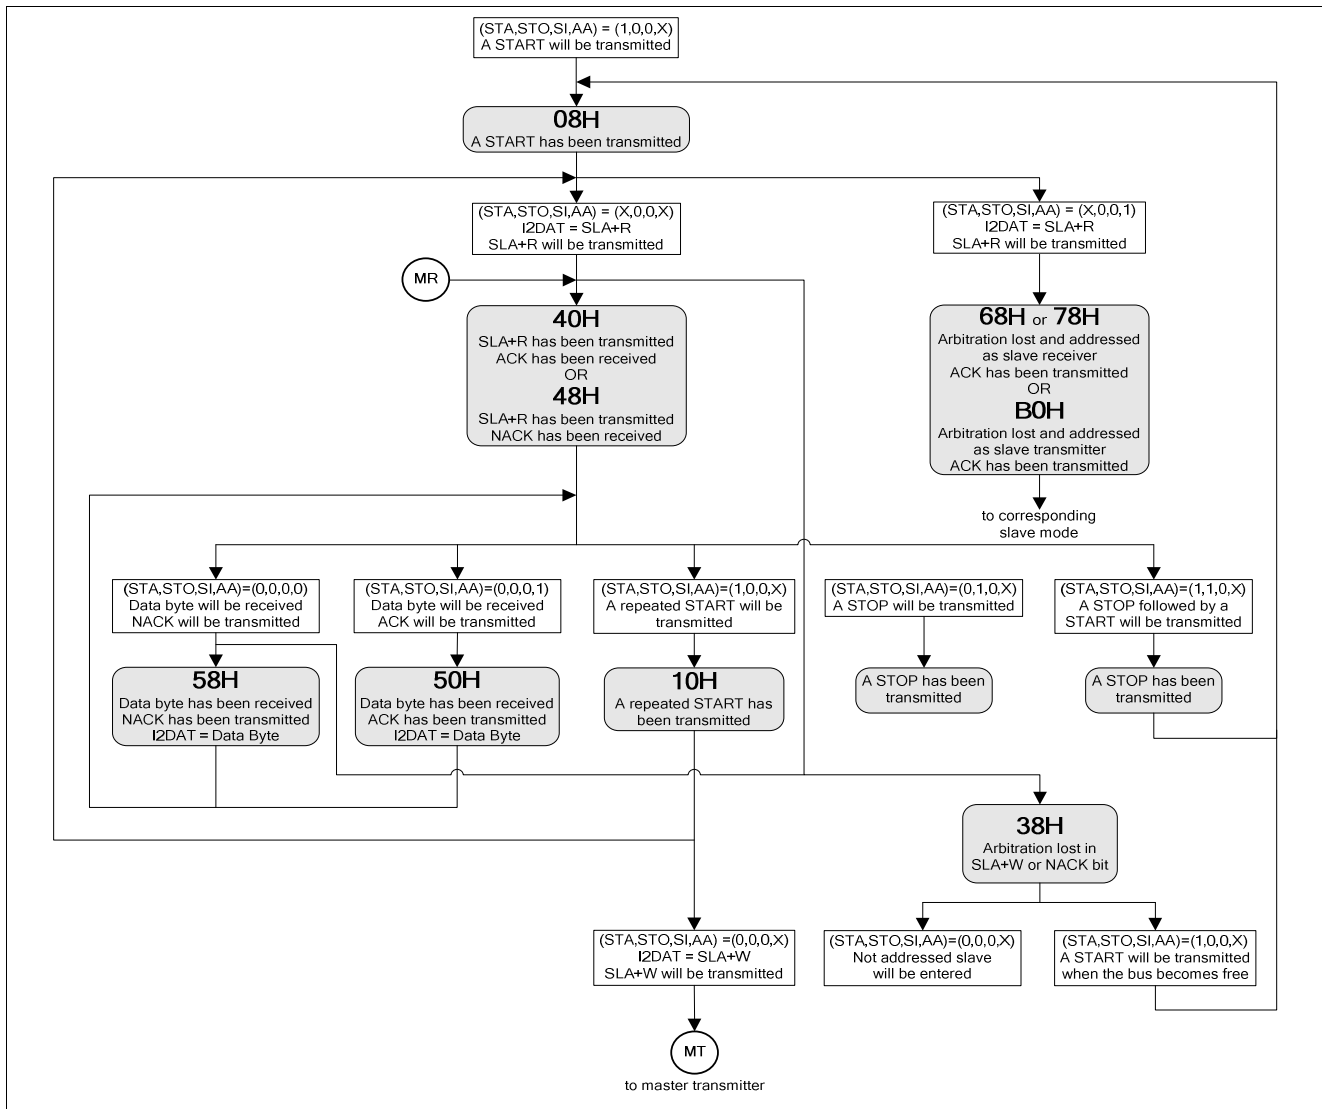 (STA,STO,SI,AA) = (1,0,0,X)
A START will be transmitted
08H
A START has been transmitted
(STA,STO,SI,AA) = (X,0,0,X)
I2DAT = SLA+R
SLA+R will be transmitted
(STA,STO,SI,AA) = (X,0,0,1)
I2DAT = SLA+R
SLA+R will be transmitted
MR
40H
SLA+R has been transmitted
ACK has been received
OR
48H
SLA+R has been transmitted
NACK has been received
68H or 78H
Arbitration lost and addressed
as slave receiver
ACK has been transmitted
OR
B0H
Arbitration lost and addressed
as slave transmitter
ACK has been transmitted
to corresponding
slave mode
(STA,STO,SI,AA)=(0,0,0,0)
Data byte will be received
NACK will be transmitted
(STA,STO,SI,AA)=(0,0,0,1)
Data byte will be received
ACK will be transmitted
(STA,STO,SI,AA)=(1,0,0,X)
A repeated START will be
transmitted
(STA,STO,SI,AA)=(0,1,0,X)
A STOP will be transmitted
(STA,STO,SI,AA)=(1,1,0,X)
A STOP followed by a
START will be transmitted
58H
Data byte has been received
NACK has been transmitted
I2DAT = Data Byte
50H
Data byte has been received
ACK has been transmitted
I2DAT = Data Byte
10H
A repeated START has
been transmitted
A STOP has been
transmitted
A STOP has been
transmitted
38H
Arbitration lost in
SLA+W or NACK bit
(STA,STO,SI,AA) =(0,0,0,X)
I2DAT = SLA+W
SLA+W will be transmitted
(STA,STO,SI,AA)=(0,0,0,X)
Not addressed slave
will be entered
(STA,STO,SI,AA)=(1,0,0,X)
A START will be transmitted
when the bus becomes free
MT
to master transmitter